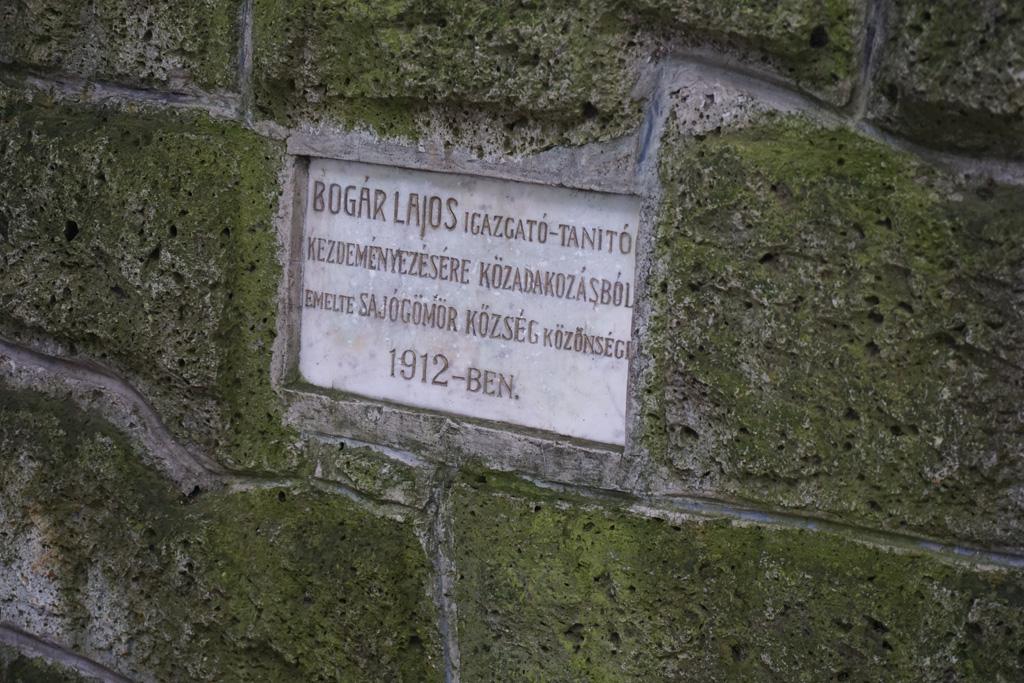 BOGÁR LAJOS IGAZGATÓ-TANITÓ
KEZDEMÉNYEZÉSÉRE KÖZADAKOZÁSBÓL
EMELTE SAJÓGÖMÖR KÖZSÉG KÖZÖNSÉGE
1912-BEN.